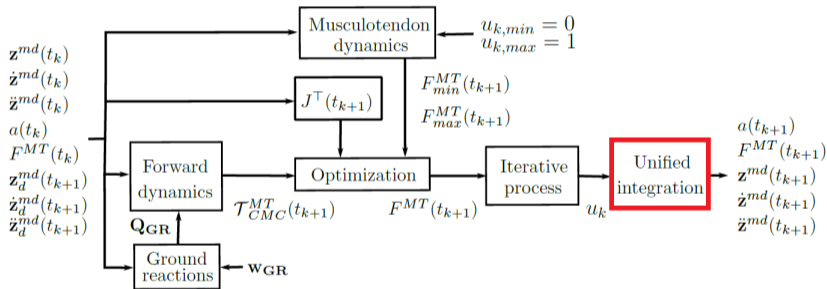 Musculotendon
dynamics
u_{k,min} = 0
u_{k,max} = 1
z^{md}(t_k)
ż^{md}(t_k)
z̈^{md}(t_k)
a(t_k)
F^{MT}(t_k)
z_d^{md}(t_{k+1})
ż_d^{md}(t_{k+1})
z̈_d^{md}(t_{k+1})
J^⊤(t_{k+1})
F_{min}^{MT}(t_{k+1})
F_{max}^{MT}(t_{k+1})
Forward
dynamics
T_{CMC}^{MT}(t_{k+1})
Optimization
F^{MT}(t_{k+1})
Iterative
process
u_k
Unified
integration
a(t_{k+1})
F^{MT}(t_{k+1})
z^{md}(t_{k+1})
ż^{md}(t_{k+1})
z̈^{md}(t_{k+1})
Q_{GR}
Ground
reactions
w_{GR}